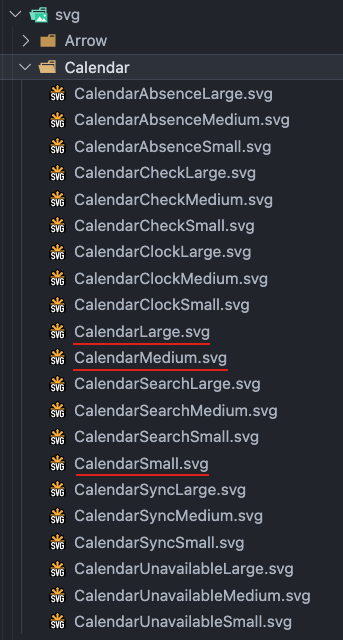 svg
Arrow
Calendar
SVG CalendarAbsenceLarge.svg
SVG CalendarAbsenceMedium.svg
SVG CalendarAbsenceSmall.svg
SVG CalendarCheckLarge.svg
SVG CalendarCheckMedium.svg
SVG CalendarCheckSmall.svg
SVG CalendarClockLarge.svg
SVG CalendarClockMedium.svg
SVG CalendarClockSmall.svg
SVG CalendarLarge.svg
SVG CalendarMedium.svg
SVG CalendarSearchLarge.svg
SVG CalendarSearchMedium.svg
SVG CalendarSearchSmall.svg
SVG CalendarSmall.svg
SVG CalendarSyncLarge.svg
SVG CalendarSyncMedium.svg
SVG CalendarSyncSmall.svg
SVG CalendarUnavailableLarge.svg
SVG CalendarUnavailableMedium.svg
SVG CalendarUnavailableSmall.svg